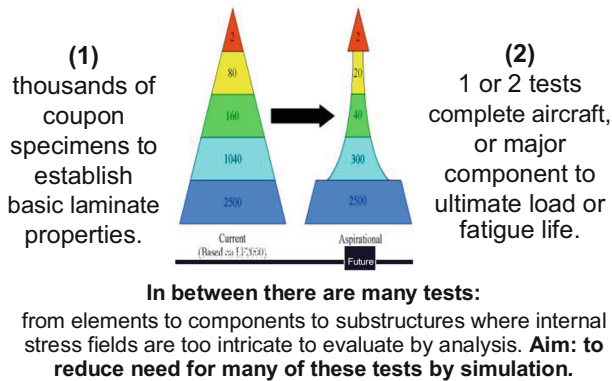 (1)
thousands of
coupon
specimens to
establish
basic laminate
properties.
2
80
160
1040
2500
Current
(Based
2
20
40
300
2500
Aspirational
Future
(2)
1 or 2 tests
complete aircraft,
or major
component to
ultimate load or
fatigue life.
In between there are many tests:
from elements to components to substructures where internal
stress fields are too intricate to evaluate by analysis. Aim: to
reduce need for many of these tests by simulation.